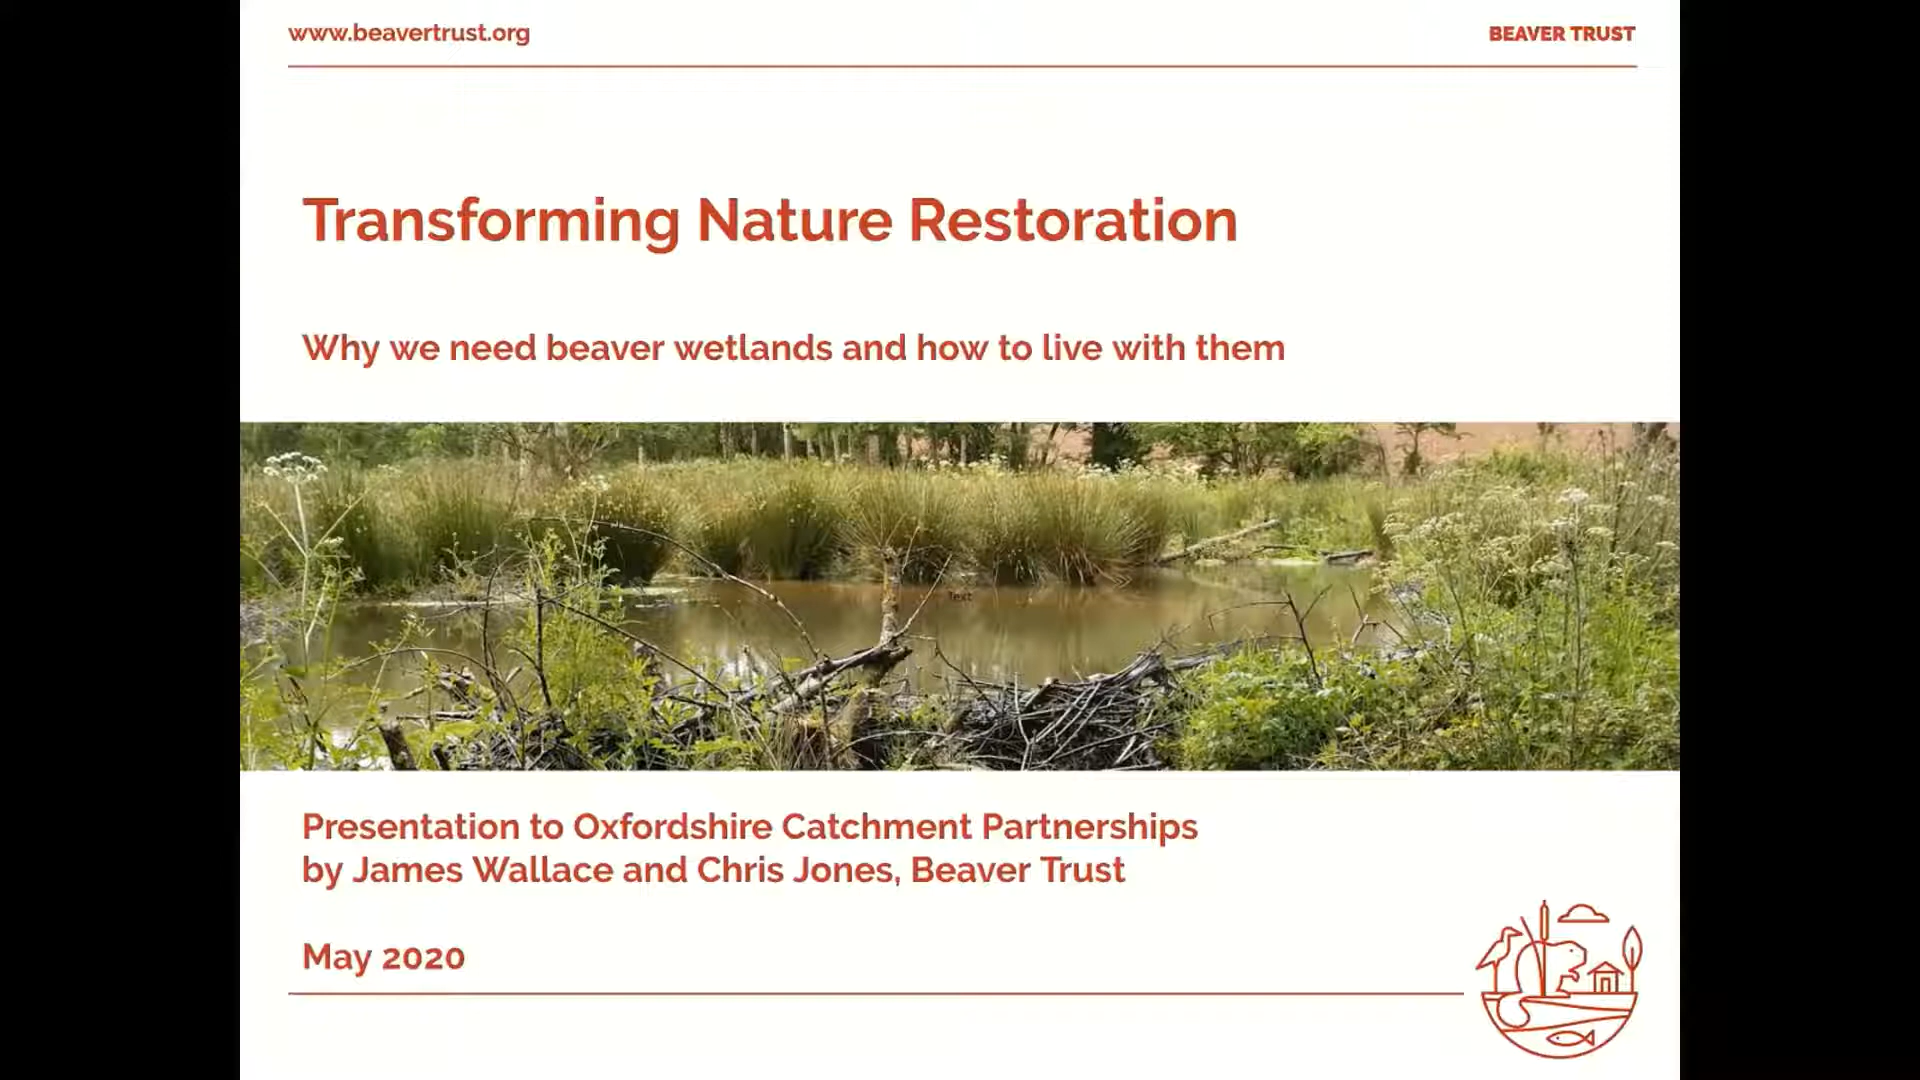 www.beavertrust.org
BEAVER TRUST
Transforming Nature Restoration
Why we need beaver wetlands and how to live with them
Text
Presentation to Oxfordshire Catchment Partnerships
by James Wallace and Chris Jones, Beaver Trust
May 2020